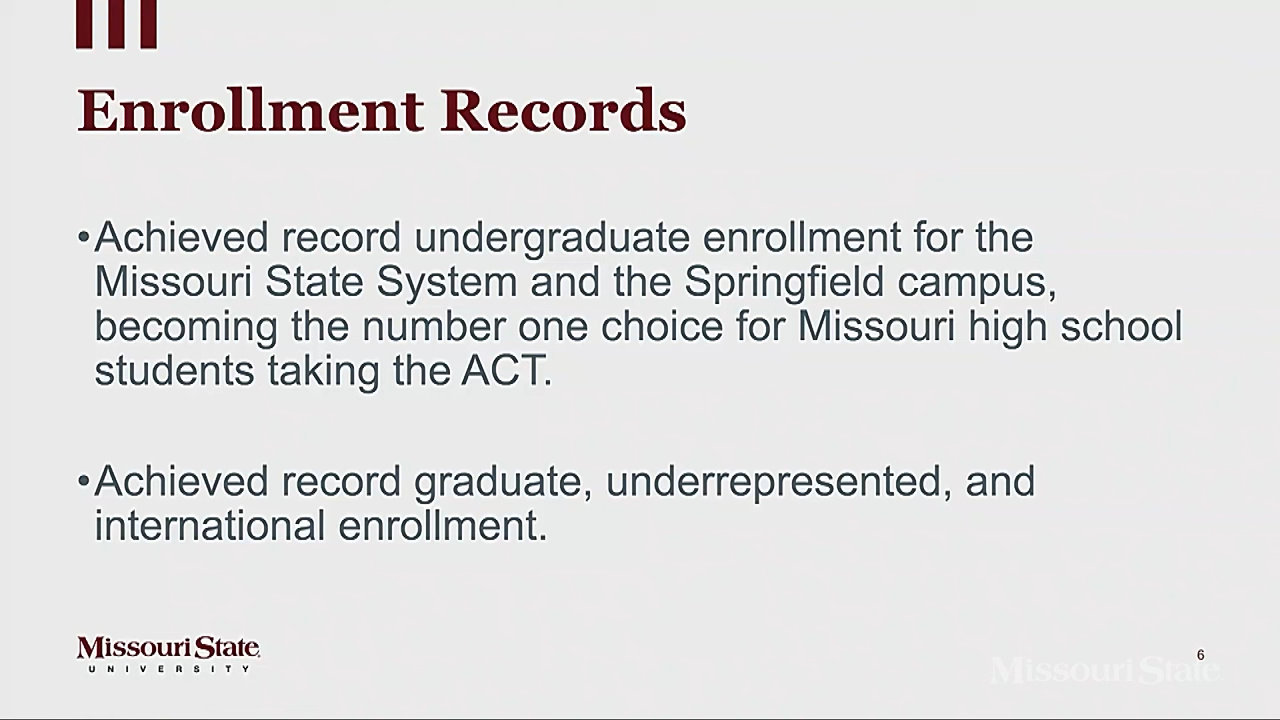 Enrollment Records
•Achieved record undergraduate enrollment for the
Missouri State System and the Springfield campus,
becoming the number one choice for Missouri high school
students taking the ACT.
•Achieved record graduate, underrepresented, and
international enrollment.
Missouri State
UNIVERSITY
6
Missouri State